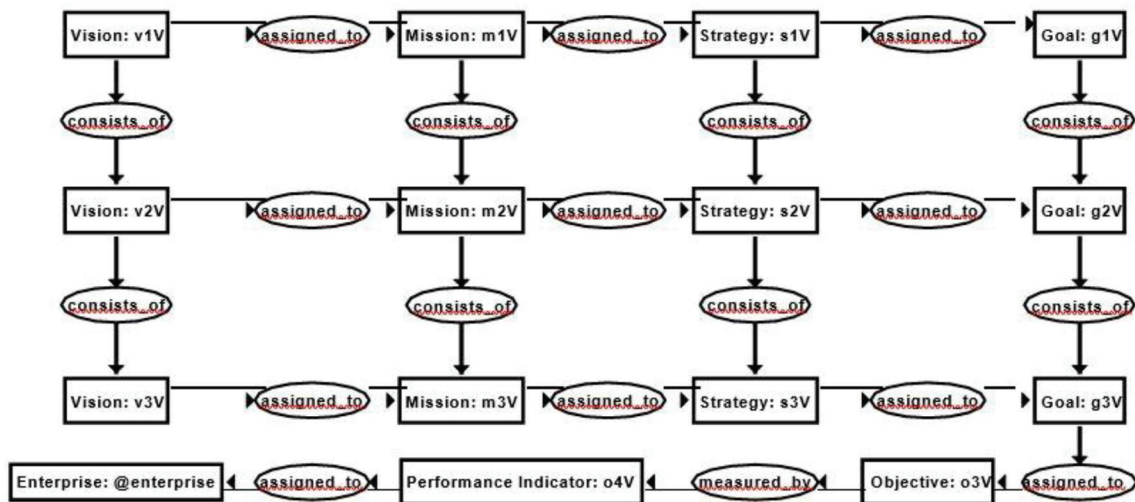 Vision: v1V assigned_to Mission: m1V assigned_to Strategy: s1V assigned_to Goal: g1V
consists_of consists_of consists_of consists_of
Vision: v2V assigned_to Mission: m2V assigned_to Strategy: s2V assigned_to Goal: g2V
consists_of consists_of consists_of consists_of
Vision: v3V assigned_to Mission: m3V assigned_to Strategy: s3V assigned_to Goal: g3V
Enterprise: @enterprise assigned_to Performance Indicator: o4V measured_by Objective: o3V assigned_to